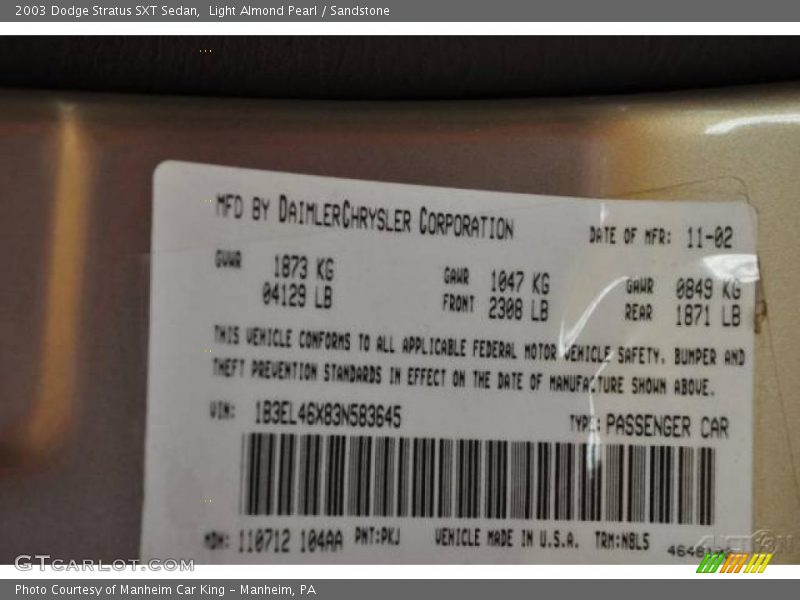 2003 Dodge Stratus SXT Sedan,  Light Almond Pearl / Sandstone
MFD BY DAIMLERCHRYSLER CORPORATION
DATE OF MFR: 11-02
GVWR 1873 KG
04129 LB
GAWR 1047 KG
FRONT 2308 LB
GAWR 0849 KG
REAR 1871 LB
THIS VEHICLE CONFORMS TO ALL APPLICABLE FEDERAL MOTOR VEHICLE SAFETY, BUMPER AND
THEFT PREVENTION STANDARDS IN EFFECT ON THE DATE OF MANUFACTURE SHOWN ABOVE.
VIN: 1B3EL46X83N583645
TYPE: PASSENGER CAR
MDH: 110712 104AA PNT:PKJ VEHICLE MADE IN U.S.A. TRM:NBL5
GTcarlot.com
Photo Courtesy of Manheim Car King - Manheim, PA